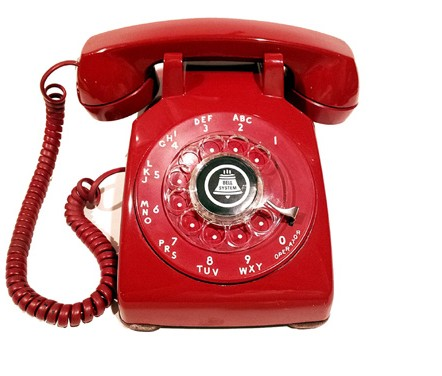 1
ABC
2
DEF
3
GHI
4
JKL
5
MNO
6
PRS
7
TUV
8
WXY
9
OPERATOR
0
BELL
SYSTEM